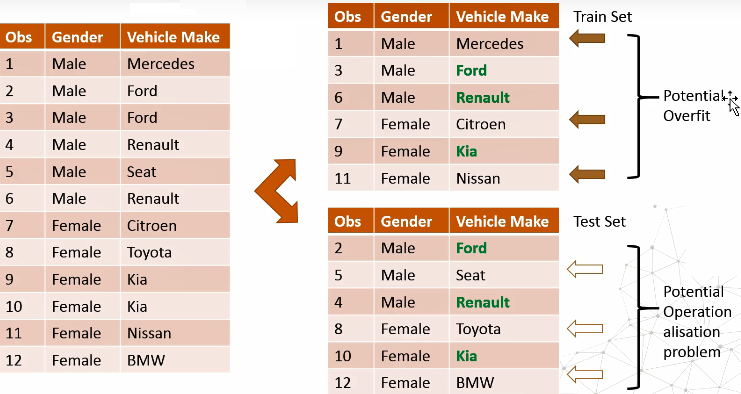 Obs Gender Vehicle Make
1 Male Mercedes
2 Male Ford
3 Male Ford
4 Male Renault
5 Male Seat
6 Male Renault
7 Female Citroen
8 Female Toyota
9 Female Kia
10 Female Kia
11 Female Nissan
12 Female BMW
Obs Gender Vehicle Make
1 Male Mercedes
3 Male Ford
6 Male Renault
7 Female Citroen
9 Female Kia
11 Female Nissan
Train Set
Potential
Overfit
Obs Gender Vehicle Make
2 Male Ford
5 Male Seat
4 Male Renault
8 Female Toyota
10 Female Kia
12 Female BMW
Test Set
Potential
Operation
alisation
problem